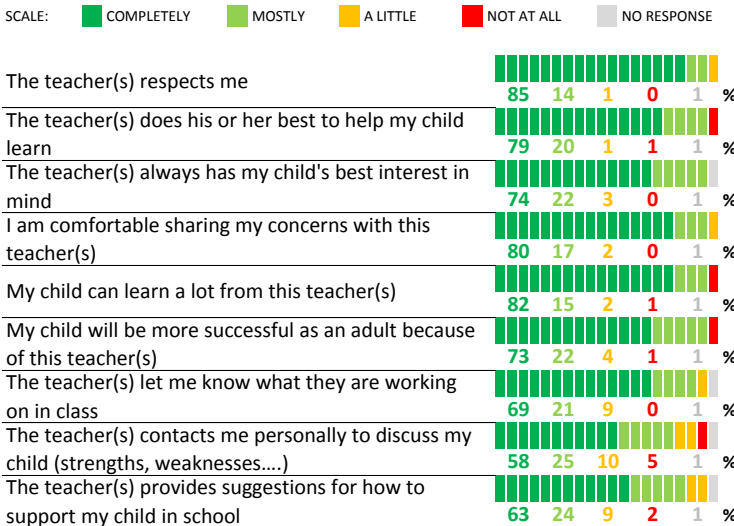 SCALE: COMPLETELY MOSTLY A LITTLE NOT AT ALL NO RESPONSE
The teacher(s) respects me
85 14 1 0 1 %
The teacher(s) does his or her best to help my child
learn
79 20 1 1 1 %
The teacher(s) always has my child's best interest in
mind
74 22 3 0 1 %
I am comfortable sharing my concerns with this
teacher(s)
80 17 2 0 1 %
My child can learn a lot from this teacher(s)
82 15 2 1 1 %
My child will be more successful as an adult because
of this teacher(s)
73 22 4 1 1 %
The teacher(s) let me know what they are working
on in class
69 21 9 0 1 %
The teacher(s) contacts me personally to discuss my
child (strengths, weaknesses....)
58 25 10 5 1 %
The teacher(s) provides suggestions for how to
support my child in school
63 24 9 2 1 %